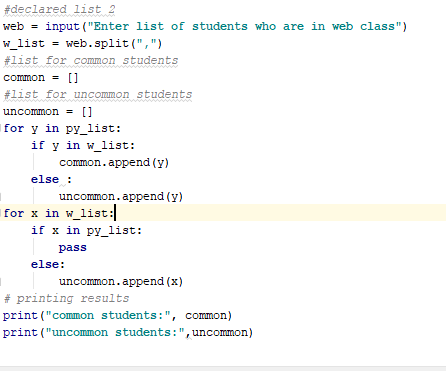 #declared list 2
web = input("Enter list of students who are in web class")
w_list = web.split(",")
#list for common students
common = []
#list for uncommon students
uncommon = []
for y in py_list:
    if y in w_list:
        common.append(y)
    else :
        uncommon.append(y)
for x in w_list:
    if x in py_list:
        pass
    else:
        uncommon.append(x)
# printing results
print("common students:", common)
print("uncommon students:",uncommon)